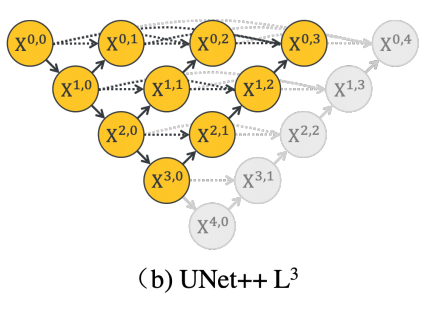 X^0,0 X^0,1 X^0,2 X^0,3 X^0,4
X^1,0 X^1,1 X^1,2 X^1,3
X^2,0 X^2,1 X^2,2
X^3,0 X^3,1
X^4,0
（b) UNet++ L^3